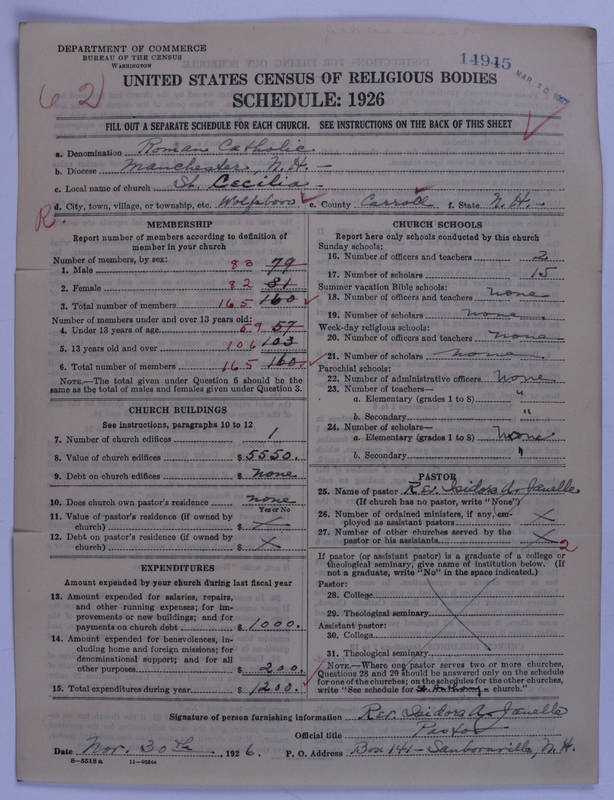 DEPARTMENT OF COMMERCE
BUREAU OF THE CENSUS
WASHINGTON
14945
MAR 10 1927
62
UNITED STATES CENSUS OF RELIGIOUS BODIES
SCHEDULE: 1926
FILL OUT A SEPARATE SCHEDULE FOR EACH CHURCH. SEE INSTRUCTIONS ON THE BACK OF THIS SHEET
a. Denomination Roman Catholic
b. Diocese Manchester, N. H. —
c. Local name of church St. Cecilia —
d. City, town, village, or township, etc. Wolfeboro e. County Carroll f. State N. H. —
R.
MEMBERSHIP
Report number of members according to definition of member in your church
Number of members, by sex:
1. Male 83 79
2. Female 82 81
3. Total number of members 165 160
Number of members under and over 13 years old:
4. Under 13 years of age 59 57
5. 13 years old and over 106 103
6. Total number of members 165 160
NOTE.—The total given under Question 6 should be
same as the total of males and females given under Question 3.
CHURCH BUILDINGS
See instructions, paragraphs 10 to 12
7. Number of church edifices 1
8. Value of church edifices $ 5550.
9. Debt on church edifices $ none
10. Does church own pastor's residence none
Yes or No
11. Value of pastor's residence (if owned by
church) $ X
12. Debt on pastor's residence (if owned by
church) $ X
EXPENDITURES
Amount expended by your church during last fiscal year
13. Amount expended for salaries, repairs,
and other running expenses; for im-
provements or new buildings; and for
payments on church debt $ 1000.
14. Amount expended for benevolences, in-
cluding home and foreign missions; for
denominational support; and for all
other purposes $ 200.
15. Total expenditures during year $ 1200.
CHURCH SCHOOLS
Report here only schools conducted by this church
Sunday schools:
16. Number of officers and teachers 2
17. Number of scholars 15
Summer vacation Bible schools:
18. Number of officers and teachers none
19. Number of scholars none
Week-day religious schools:
20. Number of officers and teachers none
21. Number of scholars none
Parochial schools:
22. Number of administrative officers none
23. Number of teachers—
a. Elementary (grades 1 to 8) "
b. Secondary "
24. Number of scholars—
a. Elementary (grades 1 to 8) none
b. Secondary "
PASTOR
25. Name of pastor Rev. Isidore A. Janelle
(If church has no pastor, write "None")
26. Number of ordained ministers, if any, em-
ployed as assistant pastors X
27. Number of other churches served by the
pastor or his assistants X 2
If pastor (or assistant pastor) is a graduate of a college or
theological seminary, give name of institution below. (If
not a graduate, write "No" in the space indicated.)
Pastor:
28. College
29. Theological seminary
Assistant pastor:
30. College
31. Theological seminary
NOTE.—Where one pastor serves two or more churches,
Questions 28 and 29 should be answered only on the schedule
for one of the churches; on the schedules for the other churches,
write "See schedule for St. Anthony — church."
Signature of person furnishing information Rev. Isidore A. Janelle
Official title Pastor
Date Nov. 30th, 1926. P. O. Address Box 141 — Sanbornville, N. H.
8—5518 a 11—9026